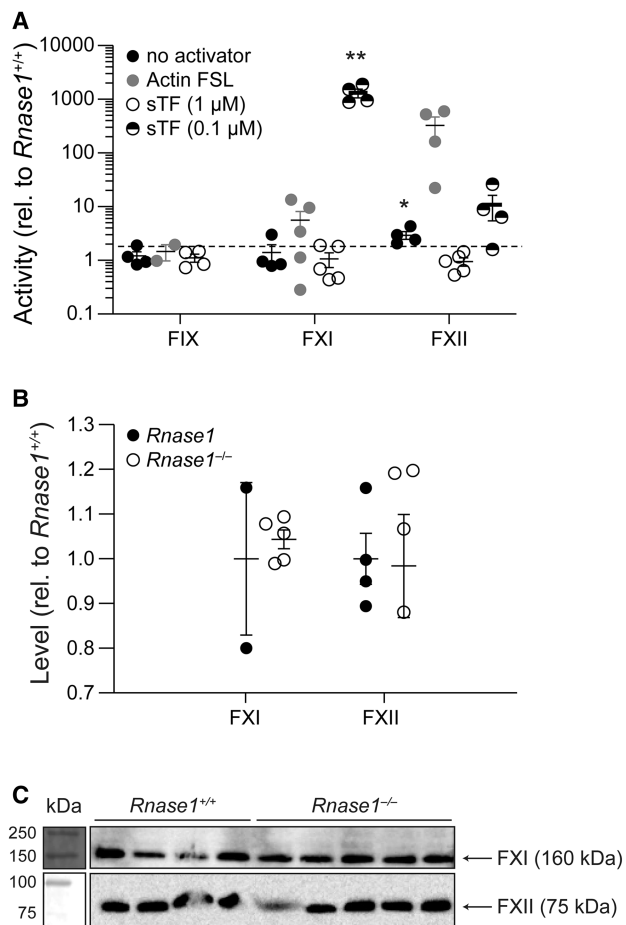 A
Activity (rel. to Rnase1+/+)
10000
1000
100
10
1
0.1
no activator
Actin FSL
sTF (1 µM)
sTF (0.1 µM)
**
*
FIX FXI FXII
B
Level (rel. to Rnase1+/+)
1.3
1.2
1.1
1.0
0.9
0.8
0.7
Rnase1
Rnase1–/–
FXI FXII
C
kDa Rnase1+/+ Rnase1–/–
250
150
FXI (160 kDa)
100
75
FXII (75 kDa)